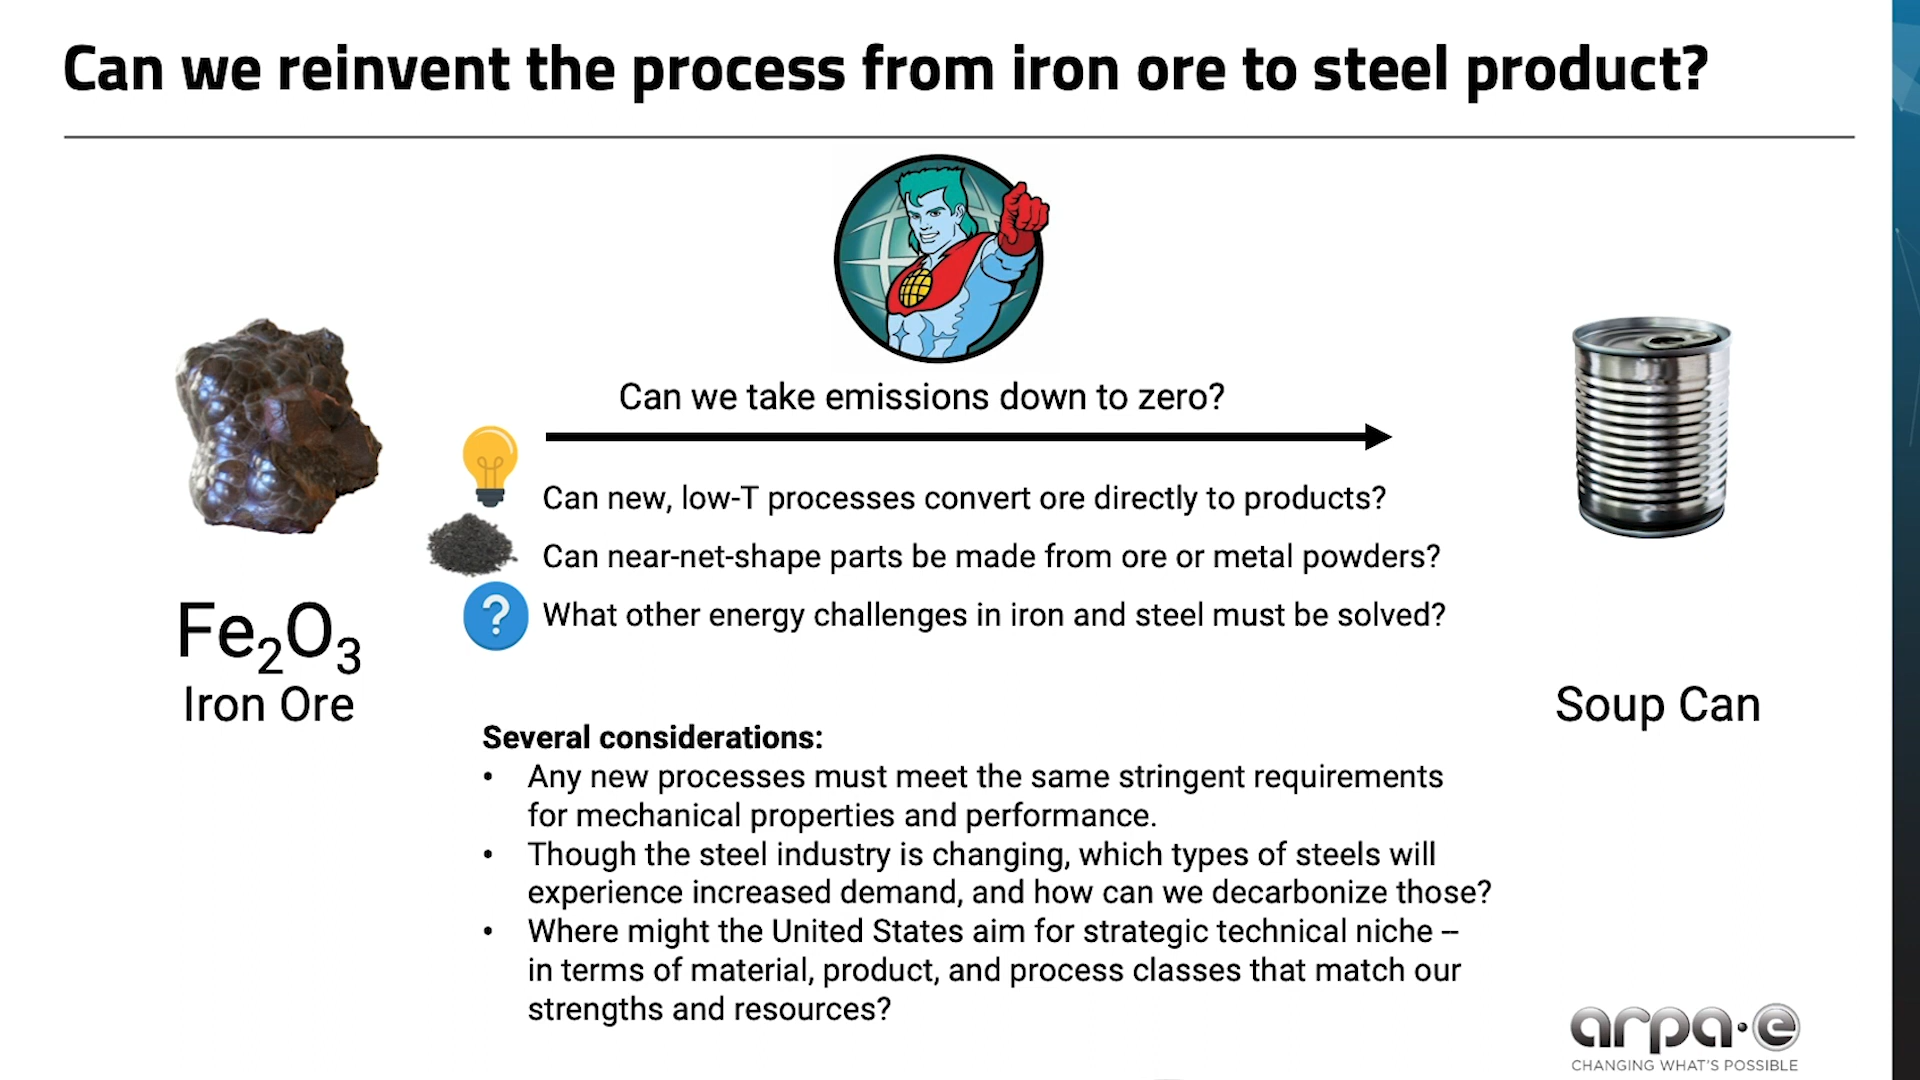 Can we reinvent the process from iron ore to steel product?
Can we take emissions down to zero?
Can new, low-T processes convert ore directly to products?
Can near-net-shape parts be made from ore or metal powders?
? What other energy challenges in iron and steel must be solved?
Fe₂O₃
Iron Ore
Soup Can
Several considerations:
• Any new processes must meet the same stringent requirements
for mechanical properties and performance.
• Though the steel industry is changing, which types of steels will
experience increased demand, and how can we decarbonize those?
• Where might the United States aim for strategic technical niche –
in terms of material, product, and process classes that match our
strengths and resources?
arpa·e
CHANGING WHAT'S POSSIBLE